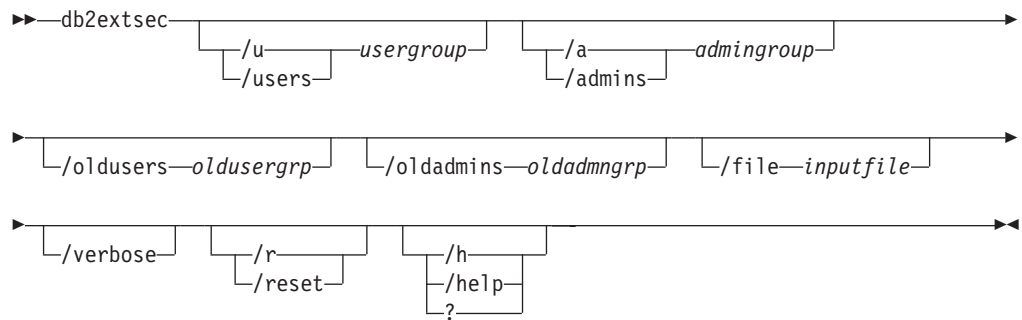 db2extsec /u usergroup /a admingroup
/users /admins
/oldusers oldusergrp /oldadmins oldadmngrp /file inputfile
/verbose /r /h
/reset /help
?